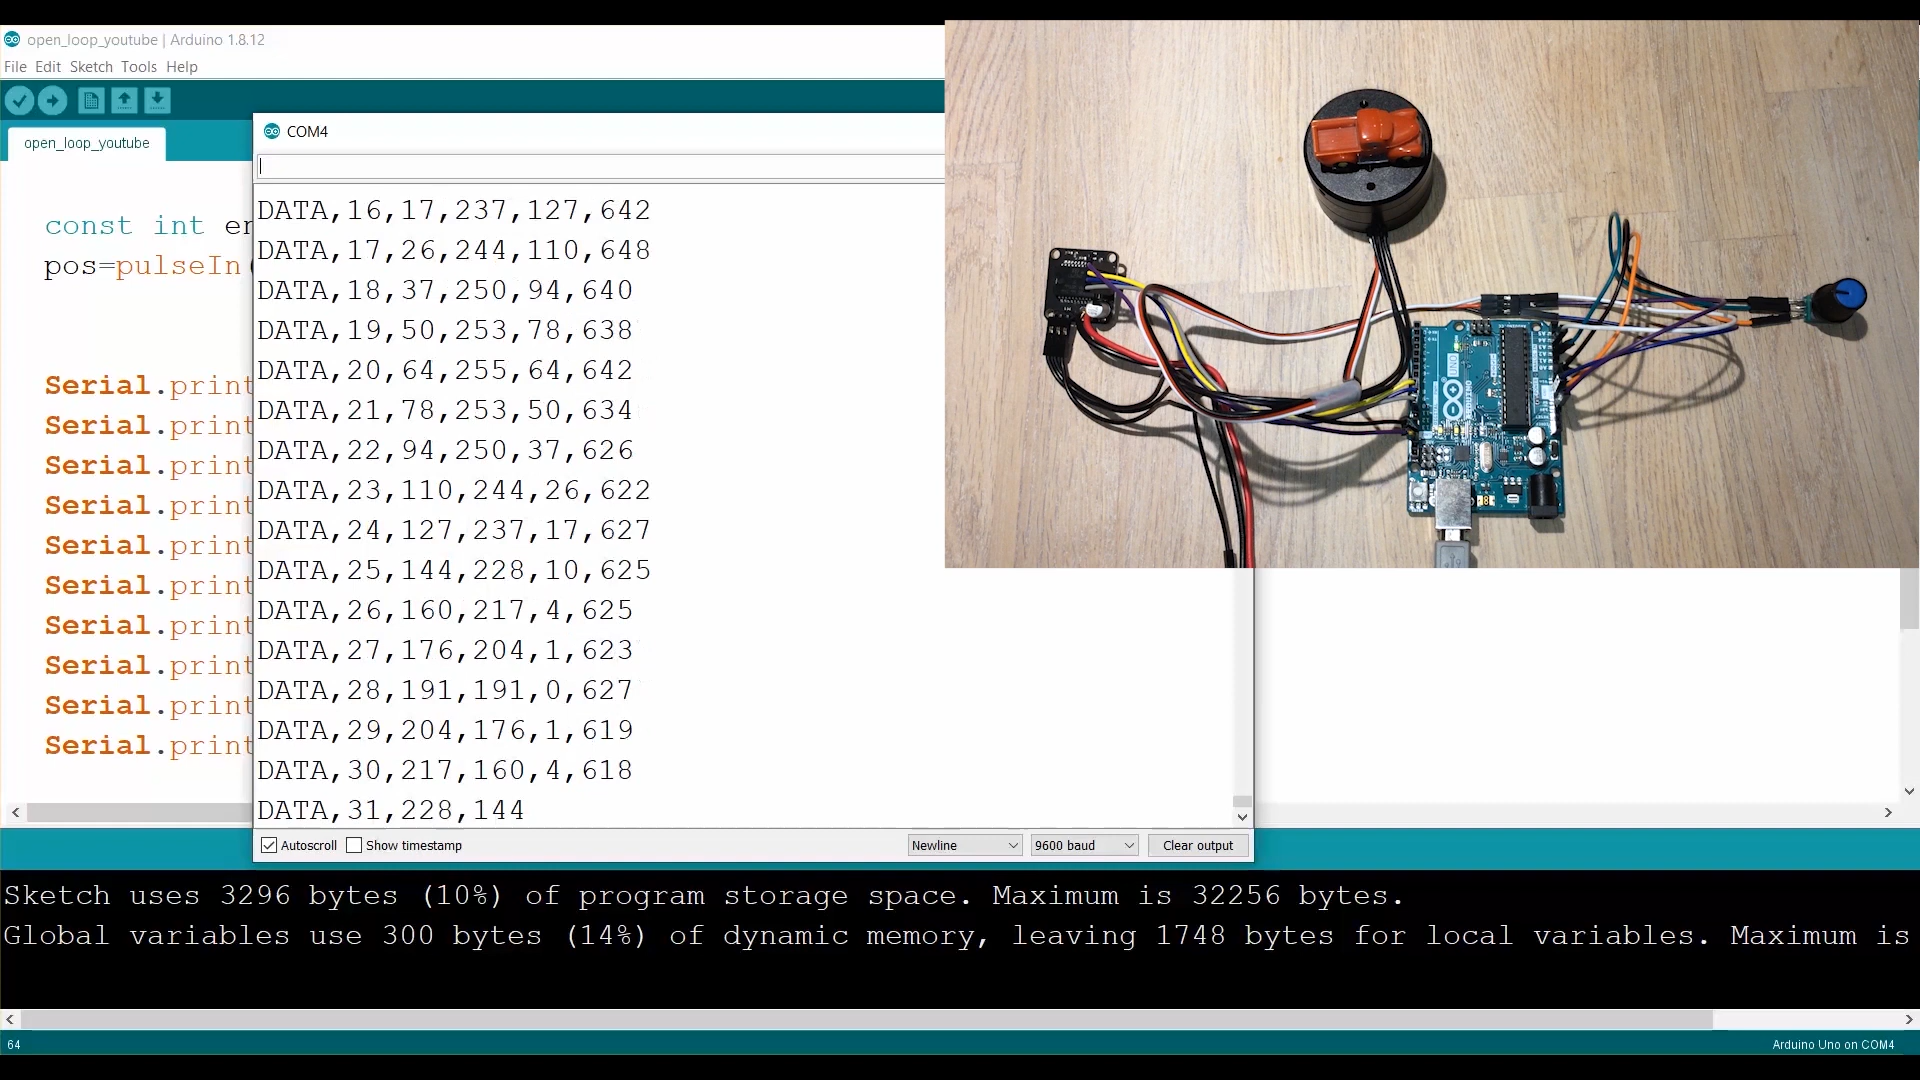 open_loop_youtube | Arduino 1.8.12
File Edit Sketch Tools Help
open_loop_youtube
COM4
const int en
pos=pulseIn(
Serial.print
Serial.print
Serial.print
Serial.print
Serial.print
Serial.print
Serial.print
Serial.print
Serial.print
Serial.print
DATA,16,17,237,127,642
DATA,17,26,244,110,648
DATA,18,37,250,94,640
DATA,19,50,253,78,638
DATA,20,64,255,64,642
DATA,21,78,253,50,634
DATA,22,94,250,37,626
DATA,23,110,244,26,622
DATA,24,127,237,17,627
DATA,25,144,228,10,625
DATA,26,160,217,4,625
DATA,27,176,204,1,623
DATA,28,191,191,0,627
DATA,29,204,176,1,619
DATA,30,217,160,4,618
DATA,31,228,144
Autoscroll Show timestamp Newline 9600 baud Clear output
UNO
Sketch uses 3296 bytes (10%) of program storage space. Maximum is 32256 bytes.
Global variables use 300 bytes (14%) of dynamic memory, leaving 1748 bytes for local variables. Maximum is
64
Arduino Uno on COM4